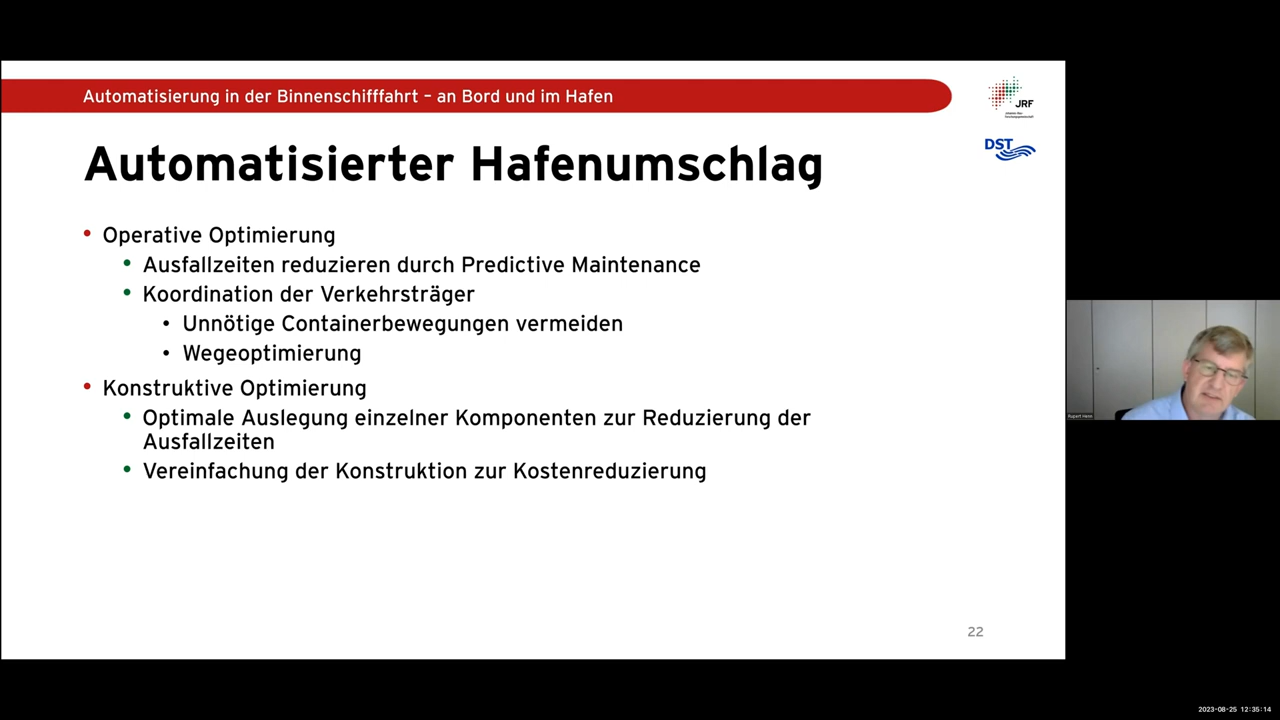 Automatisierung in der Binnenschifffahrt – an Bord und im Hafen
JRF
DST
Automatisierter Hafenumschlag
• Operative Optimierung
• Ausfallzeiten reduzieren durch Predictive Maintenance
• Koordination der Verkehrsträger
• Unnötige Containerbewegungen vermeiden
• Wegeoptimierung
• Konstruktive Optimierung
• Optimale Auslegung einzelner Komponenten zur Reduzierung der
Ausfallzeiten
• Vereinfachung der Konstruktion zur Kostenreduzierung
Rupert Henn
22
2023-08-25 12:35:14